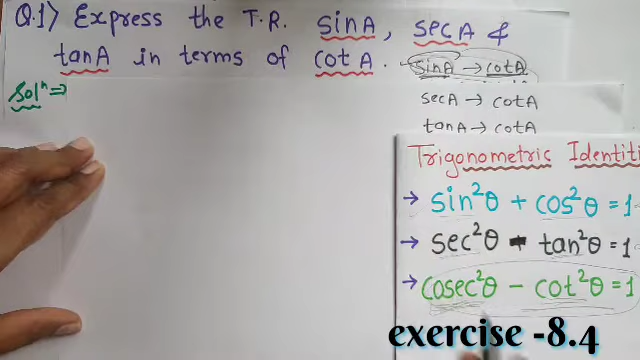 Q.1) Express the T.R. sinA, secA &
tanA in terms of cotA.
sinA → cotA
Solⁿ ⇒
secA → cotA
tanA → cotA
Trigonometric Identiti
→ sin²θ + cos²θ = 1
→ sec²θ - tan²θ = 1
→ cosec²θ - cot²θ = 1
exercise -8.4